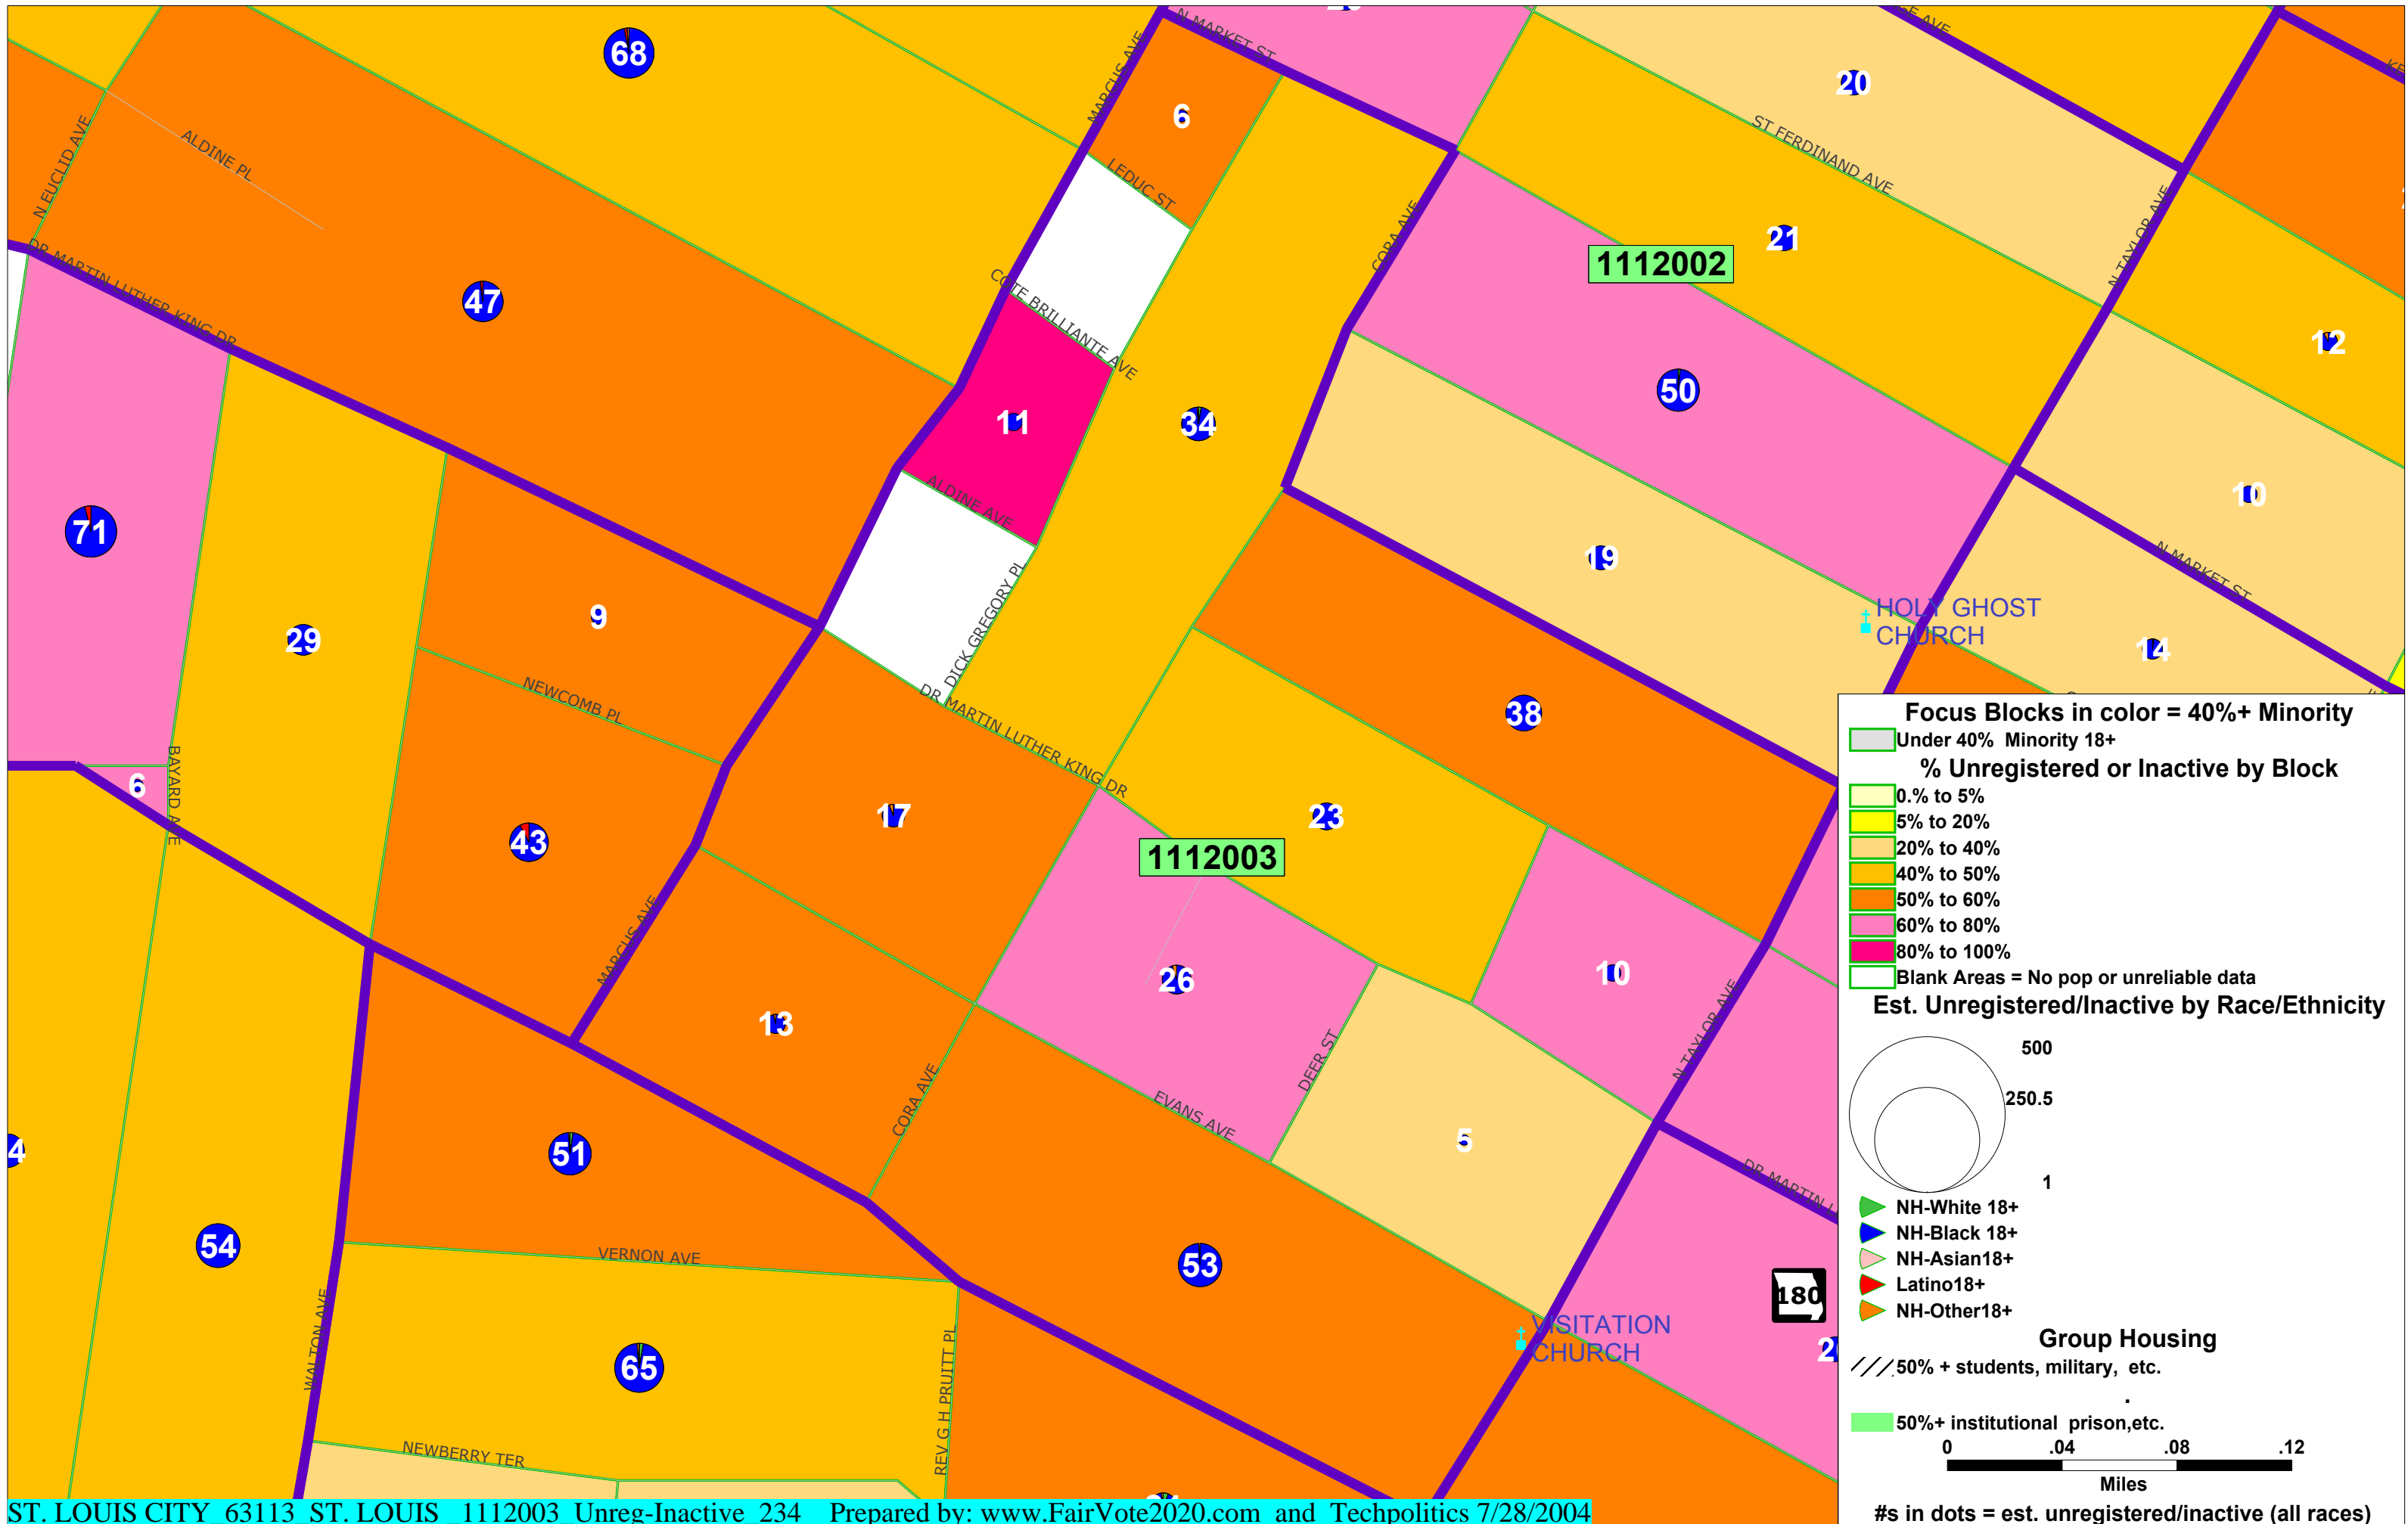 N MARKET ST
MARCUS AVE
68
6
20
ST FERDINAND AVE
N EUCLID AVE
ALDINE PL
LEDUC ST
CORA AVE
21
1112002
N TAYLOR AVE
DR MARTIN LUTHER KING DR
47
COTE BRILLIANTE AVE
12
50
11
34
10
ALDINE AVE
71
19
N MARKET ST
9
29
DICK GREGORY PL
HOLY GHOST
CHURCH
14
NEWCOMB PL
DR MARTIN LUTHER KING DR
38
BAYARD AVE
6
43
17
23
1112003
MARCUS AVE
26
10
13
N TAYLOR AVE
DEER ST
CORA AVE
EVANS AVE
5
4
51
DR MARTIN L
54
VERNON AVE
53
180
WALTON AVE
VISITATION
CHURCH
65
REV G H PRUITT PL
NEWBERRY TER
Focus Blocks in color = 40%+ Minority
Under 40% Minority 18+
% Unregistered or Inactive by Block
0.% to 5%
5% to 20%
20% to 40%
40% to 50%
50% to 60%
60% to 80%
80% to 100%
Blank Areas = No pop or unreliable data
Est. Unregistered/Inactive by Race/Ethnicity
500
250.5
1
NH-White 18+
NH-Black 18+
NH-Asian18+
Latino18+
NH-Other18+
Group Housing
50% + students, military, etc.
.
50%+ institutional prison,etc.
0 .04 .08 .12
Miles
#s in dots = est. unregistered/inactive (all races)
ST. LOUIS CITY 63113 ST. LOUIS 1112003 Unreg-Inactive 234 Prepared by: www.FairVote2020.com and Techpolitics 7/28/2004